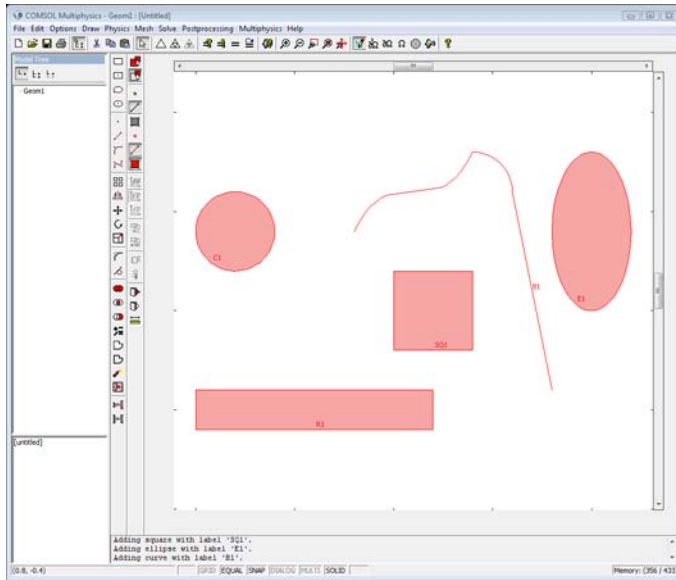 COMSOL Multiphysics - Geom1 : [Untitled]
File Edit Options Draw Physics Mesh Solve Postprocessing Multiphysics Help
Model Tree
Geom1
C1
B1
E1
SQ1
R1
[untitled]
Adding square with label 'SQ1'.
Adding ellipse with label 'E1'.
Adding curve with label 'B1'.
(0.8, -0.4)
GRID EQUAL SNAP DIALOG MULTI SOLID
Memory: (356 / 433